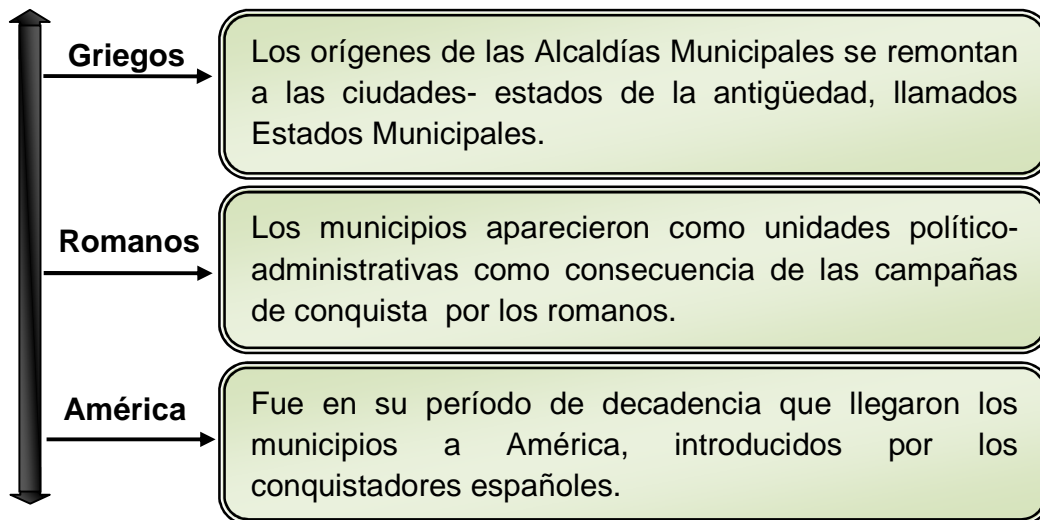 Griegos
Los orígenes de las Alcaldías Municipales se remontan
a las ciudades- estados de la antigüedad, llamados
Estados Municipales.
Romanos
Los municipios aparecieron como unidades político-
administrativas como consecuencia de las campañas
de conquista por los romanos.
América
Fue en su período de decadencia que llegaron los
municipios a América, introducidos por los
conquistadores españoles.